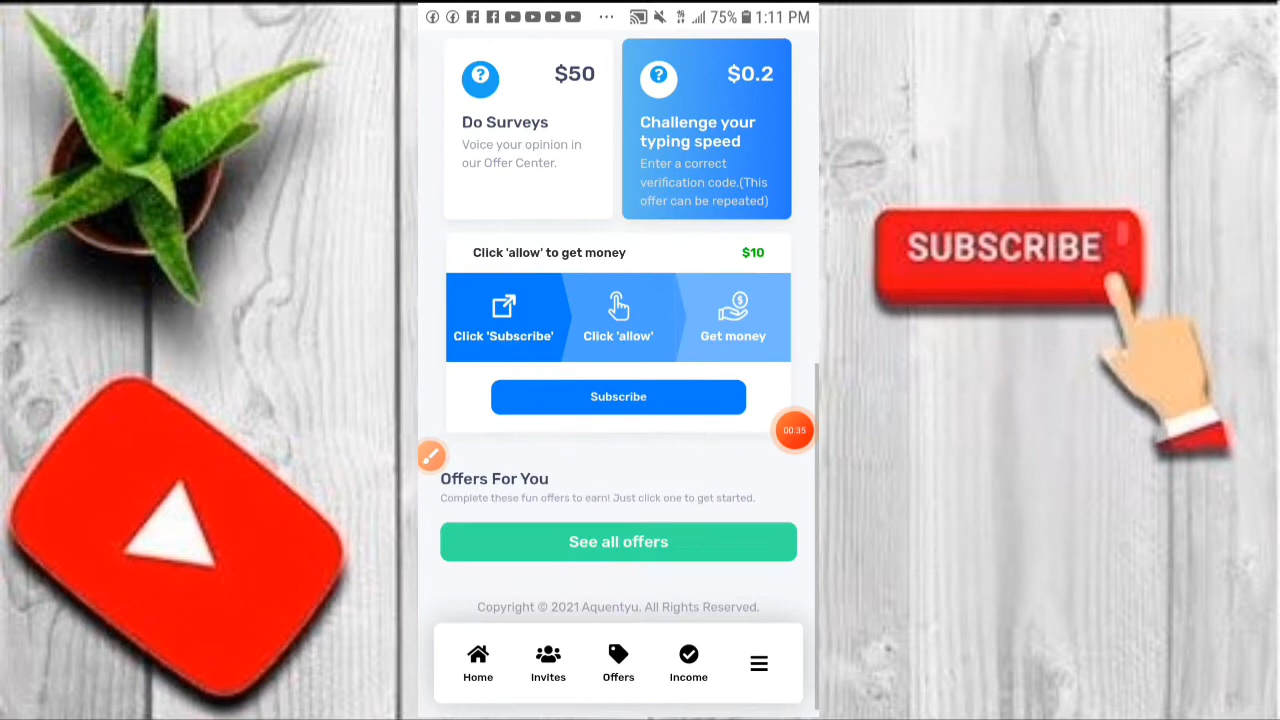 75% 1:11 PM
$50
Do Surveys
Voice your opinion in
our Offer Center.
$0.2
Challenge your
typing speed
Enter a correct
verification code.(This
offer can be repeated)
Click 'allow' to get money $10
Click 'Subscribe' Click 'allow' Get money
Subscribe
00:35
Offers For You
Complete these fun offers to earn! Just click one to get started.
See all offers
Copyright © 2021 Aquentyu. All Rights Reserved.
Home Invites Offers Income
SUBSCRIBE